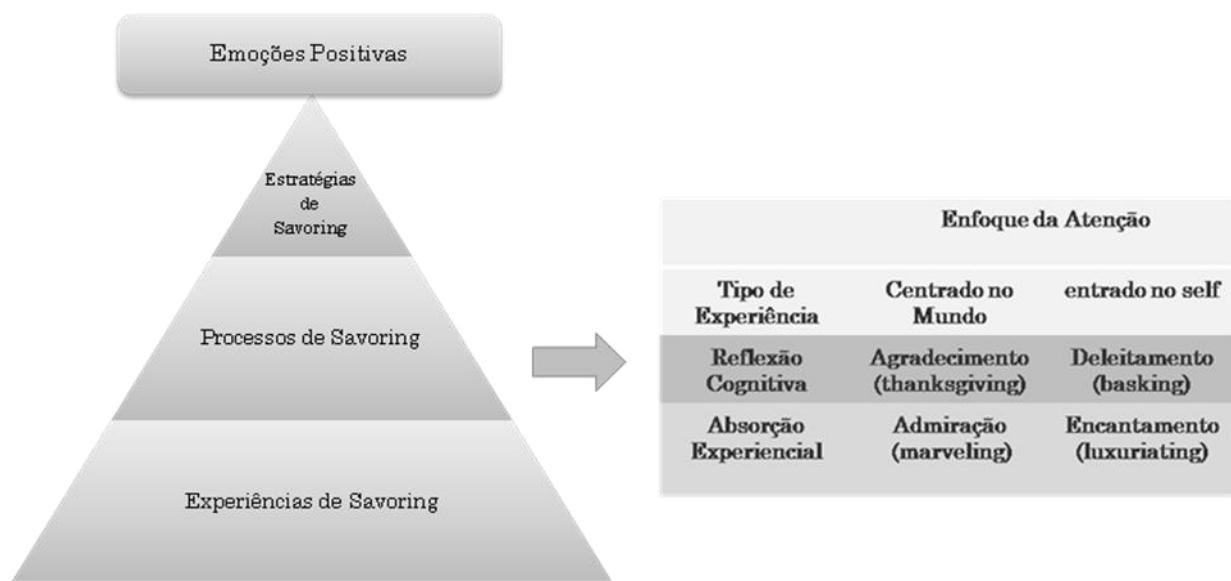 Emoções Positivas
Estratégias
de
Savoring
Processos de Savoring
Experiências de Savoring
Enfoque da Atenção
Tipo de Experiência
Centrado no Mundo
entrado no self
Reflexão Cognitiva
Agradecimento (thanksgiving)
Deleitamento (basking)
Absorção Experiencial
Admiração (marveling)
Encantamento (luxuriating)